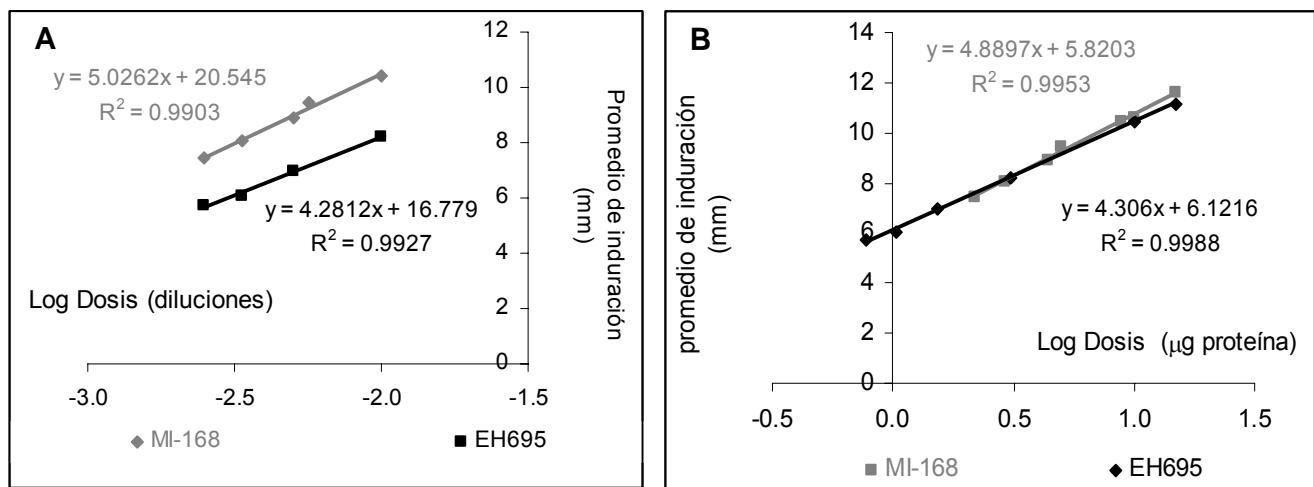 A
y = 5.0262x + 20.545
R² = 0.9903
y = 4.2812x + 16.779
R² = 0.9927
Log Dosis (diluciones)
Promedio de induración
(mm)
12
10
8
6
4
2
0
-3.0 -2.5 -2.0 -1.5
MI-168 EH695
B
y = 4.8897x + 5.8203
R² = 0.9953
y = 4.306x + 6.1216
R² = 0.9988
promedio de induración
(mm)
Log Dosis (µg proteína)
14
12
10
8
6
4
2
0
-0.5 0.0 0.5 1.0 1.5
MI-168 EH695